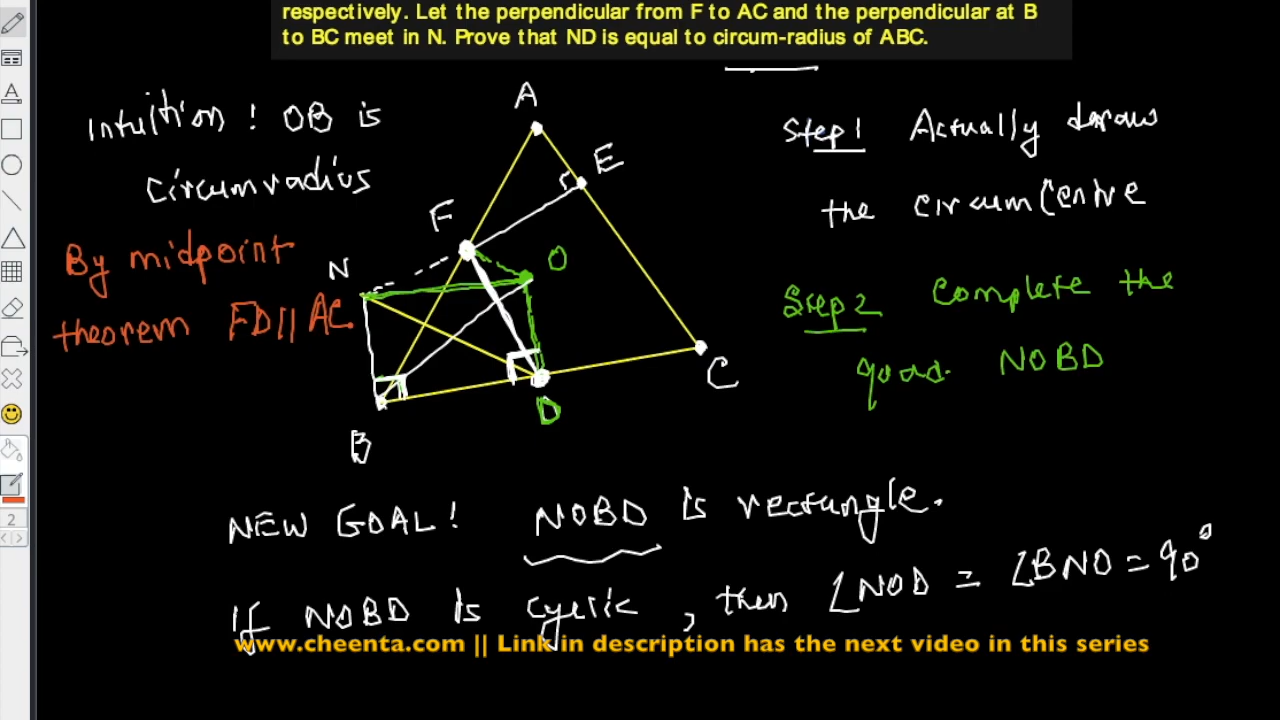 respectively. Let the perpendicular from F to AC and the perpendicular at B
to BC meet in N. Prove that ND is equal to circum-radius of ABC.
Intuition! OB is
circumradius
By midpoint
theorem FD || AC.
A
E
F
O
N
B
D
C
Step 1 Actually draw
the circumcentre
Step 2 complete the
quad. NOBD
NEW GOAL! NOBD is rectangle.
If NOBD is cyclic, then ∠NOD = ∠BNO = 90°
www.cheenta.com || Link in description has the next video in this series
2